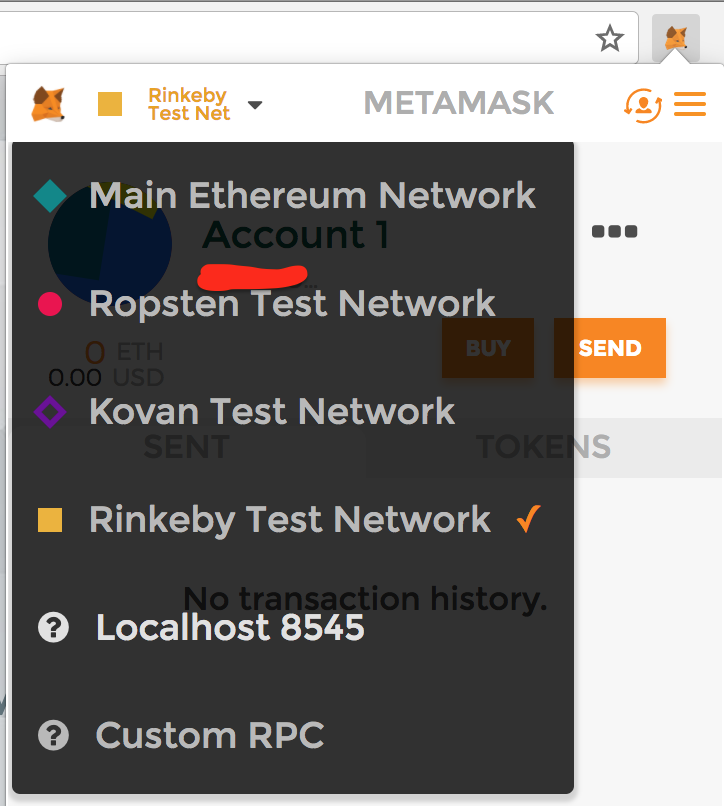 Rinkeby
Test Net
METAMASK
Main Ethereum Network
Account 1
...
Ropsten Test Network
0 ETH
0.00 USD
BUY
SEND
Kovan Test Network
SENT
TOKENS
Rinkeby Test Network
No transaction history.
Localhost 8545
Custom RPC